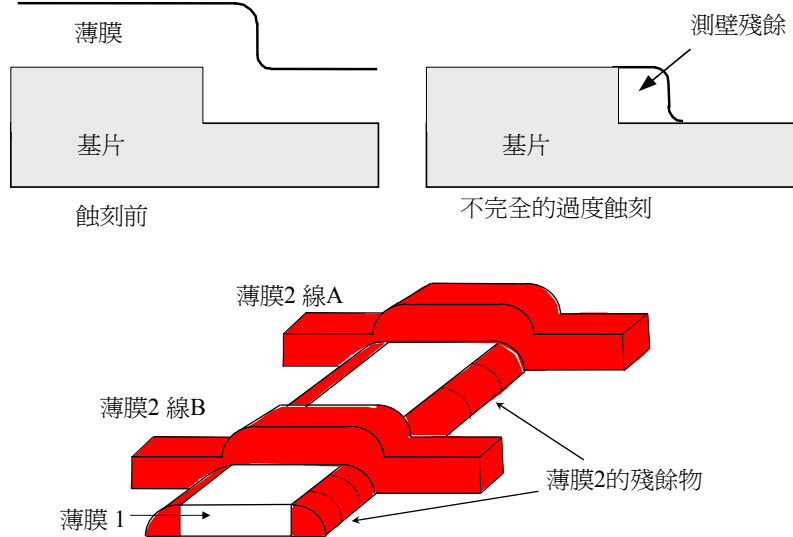 薄膜
基片
蝕刻前
測壁殘餘
基片
不完全的過度蝕刻
薄膜2 線A
薄膜2 線B
薄膜2的殘餘物
薄膜 1